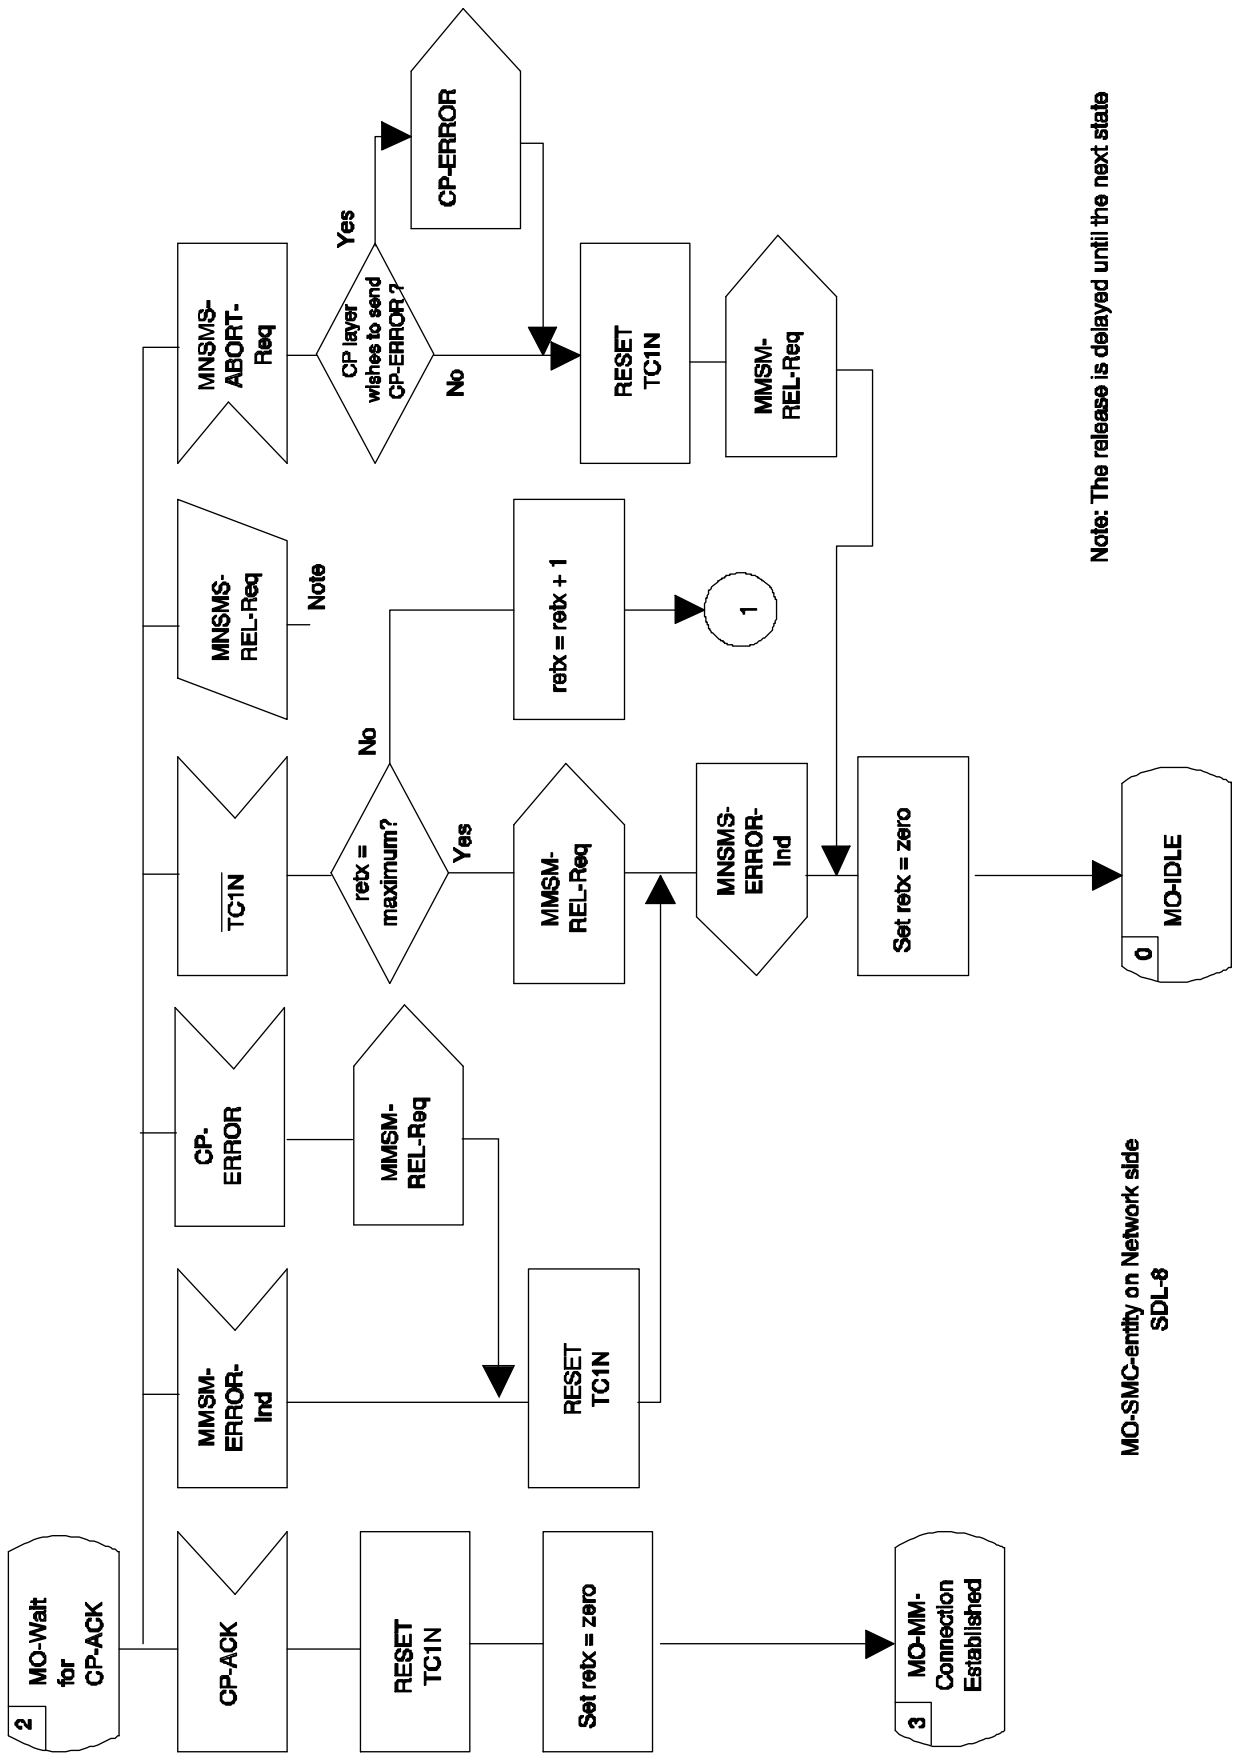 2
MO-Wait
for
CP-ACK
CP-ACK
RESET
TC1N
Set retx = zero
3
MO-MM-
Connection
Established
MMSM-
ERROR-
Ind
RESET
TC1N
CP-
ERROR
MMSM-
REL-Req
TC1N
retx =
maximum?
No
Yes
MMSM-
REL-Req
MNSMS-
ERROR-
Ind
Set retx = zero
0
MO-IDLE
MNSMS-
REL-Req
Note
retx = retx + 1
1
MNSMS-
ABORT-
Req
CP layer
wishes to send
CP-ERROR ?
Yes
No
CP-ERROR
RESET
TC1N
MMSM-
REL-Req
Note: The release is delayed until the next state
MO-SMC-entity on Network side
SDL-8